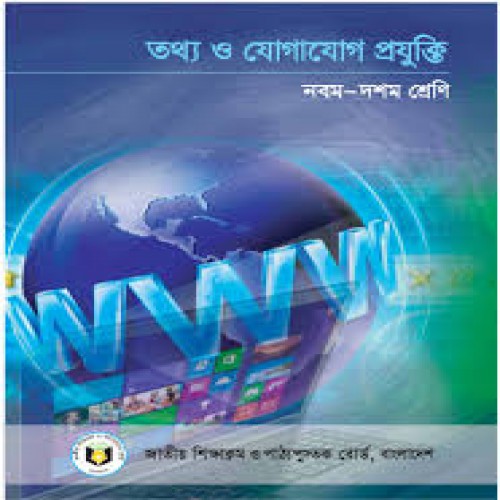 তথ্য ও যোগাযোগ প্রযুক্তি
নবম-দশম শ্রেণি
WWW
জাতীয় শিক্ষাক্রম ও পাঠ্যপুস্তক বোর্ড, বাংলাদেশ